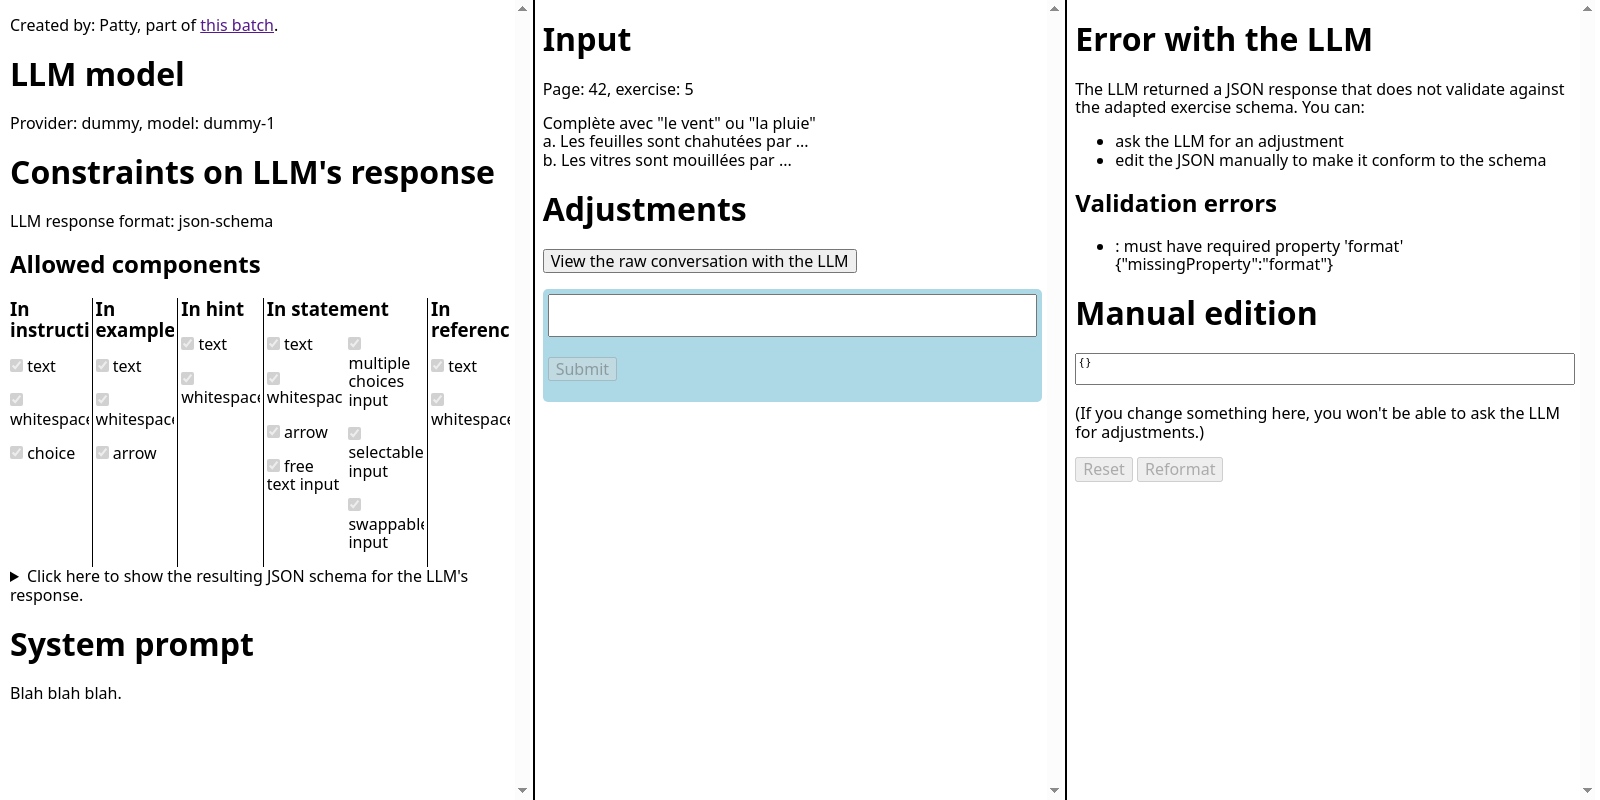 Created by: Patty, part of this batch.
LLM model
Provider: dummy, model: dummy-1
Constraints on LLM's response
LLM response format: json-schema
Allowed components
In
instructi
text
whitespace
choice
In
example
text
whitespace
arrow
In hint
text
whitespace
In statement
text
whitespac
arrow
free
text input
multiple
choices
input
selectable
input
swappable
input
In
referenc
text
whitespace
Click here to show the resulting JSON schema for the LLM's
response.
System prompt
Blah blah blah.
Input
Page: 42, exercise: 5
Complète avec "le vent" ou "la pluie"
a. Les feuilles sont chahutées par ...
b. Les vitres sont mouillées par ...
Adjustments
View the raw conversation with the LLM
Submit
Error with the LLM
The LLM returned a JSON response that does not validate against
the adapted exercise schema. You can:
• ask the LLM for an adjustment
• edit the JSON manually to make it conform to the schema
Validation errors
• : must have required property 'format'
{"missingProperty":"format"}
Manual edition
{}
(If you change something here, you won't be able to ask the LLM
for adjustments.)
Reset Reformat